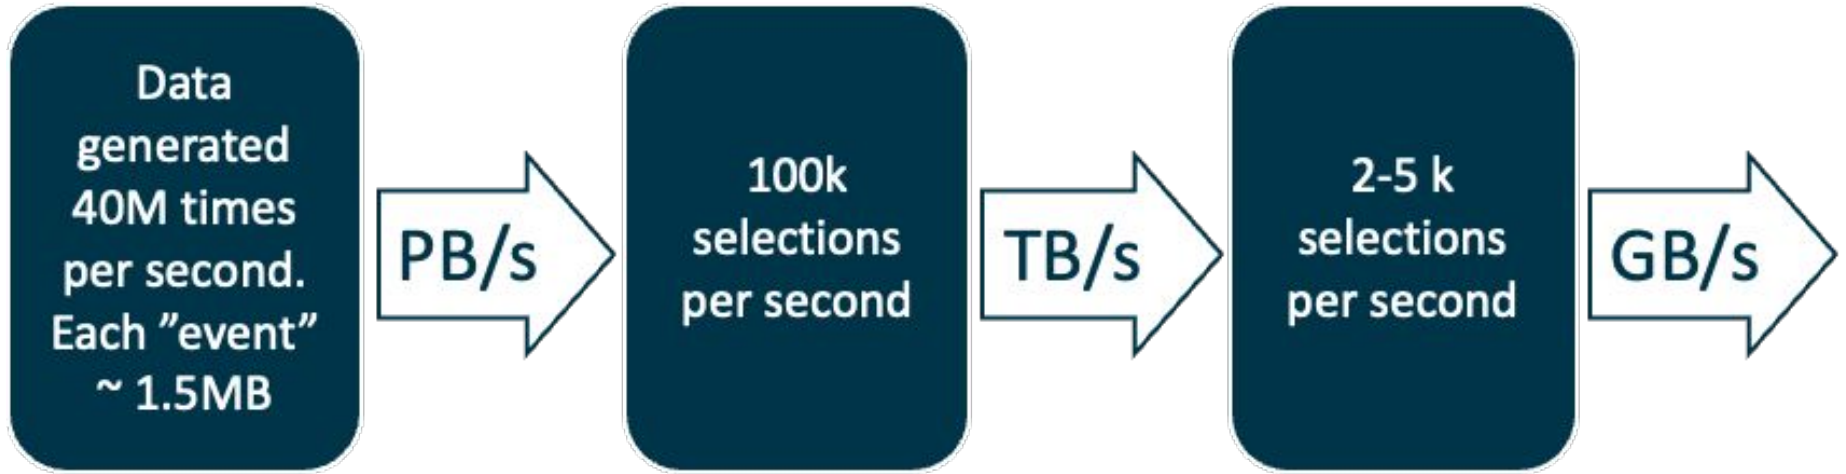 Data
generated
40M times
per second.
Each ”event”
~ 1.5MB
PB/s
100k
selections
per second
TB/s
2-5 k
selections
per second
GB/s